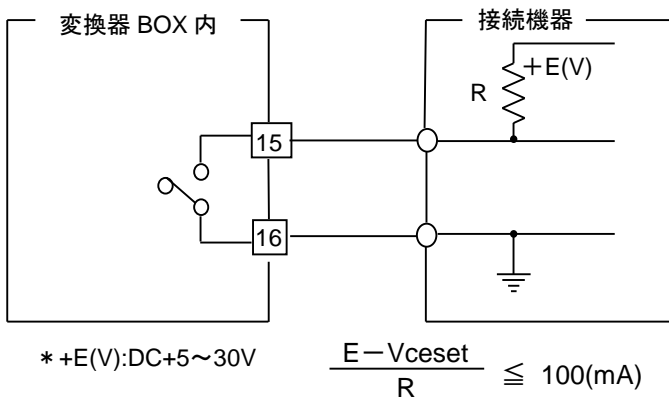 変換器 BOX 内
接続機器
+E(V)
R
15
16
* +E(V):DC+5~30V
E-Vceset
R
≦ 100(mA)